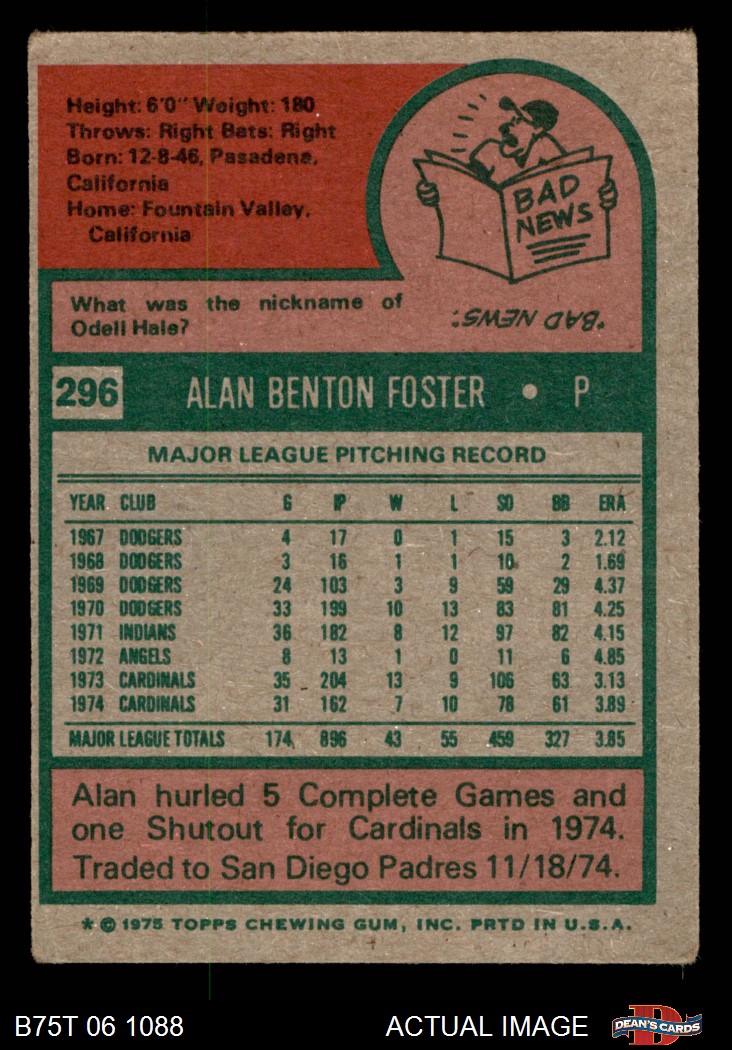 Height: 6'0" Weight: 180
Throws: Right Bats: Right
Born: 12-8-46, Pasadena,
California
Home: Fountain Valley,
California
BAD
NEWS
What was the nickname of
Odell Hale?
"BAD NEWS."
296 ALAN BENTON FOSTER • P
MAJOR LEAGUE PITCHING RECORD
YEAR CLUB G IP W L SO BB ERA
1967 DODGERS 4 17 0 1 15 3 2.12
1968 DODGERS 3 16 1 1 10 2 1.69
1969 DODGERS 24 103 3 9 59 29 4.37
1970 DODGERS 33 199 10 13 83 81 4.25
1971 INDIANS 36 182 8 12 97 82 4.15
1972 ANGELS 8 13 1 0 11 6 4.85
1973 CARDINALS 35 204 13 9 106 63 3.13
1974 CARDINALS 31 162 7 10 78 61 3.89
MAJOR LEAGUE TOTALS 174 896 43 55 459 327 3.85
Alan hurled 5 Complete Games and
one Shutout for Cardinals in 1974.
Traded to San Diego Padres 11/18/74.
* © 1975 TOPPS CHEWING GUM, INC. PRTD IN U.S.A.
B75T 06 1088 ACTUAL IMAGE D DEAN'S CARDS